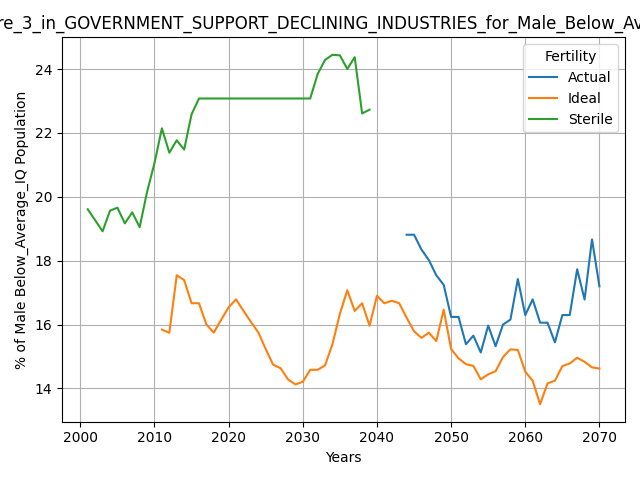 re_3_in_GOVERNMENT_SUPPORT_DECLINING_INDUSTRIES_for_Male_Below_Av
Fertility
Actual
Ideal
Sterile
% of Male Below_Average_IQ Population
24
22
20
18
16
14
2000
2010
2020
2030
2040
2050
2060
2070
Years